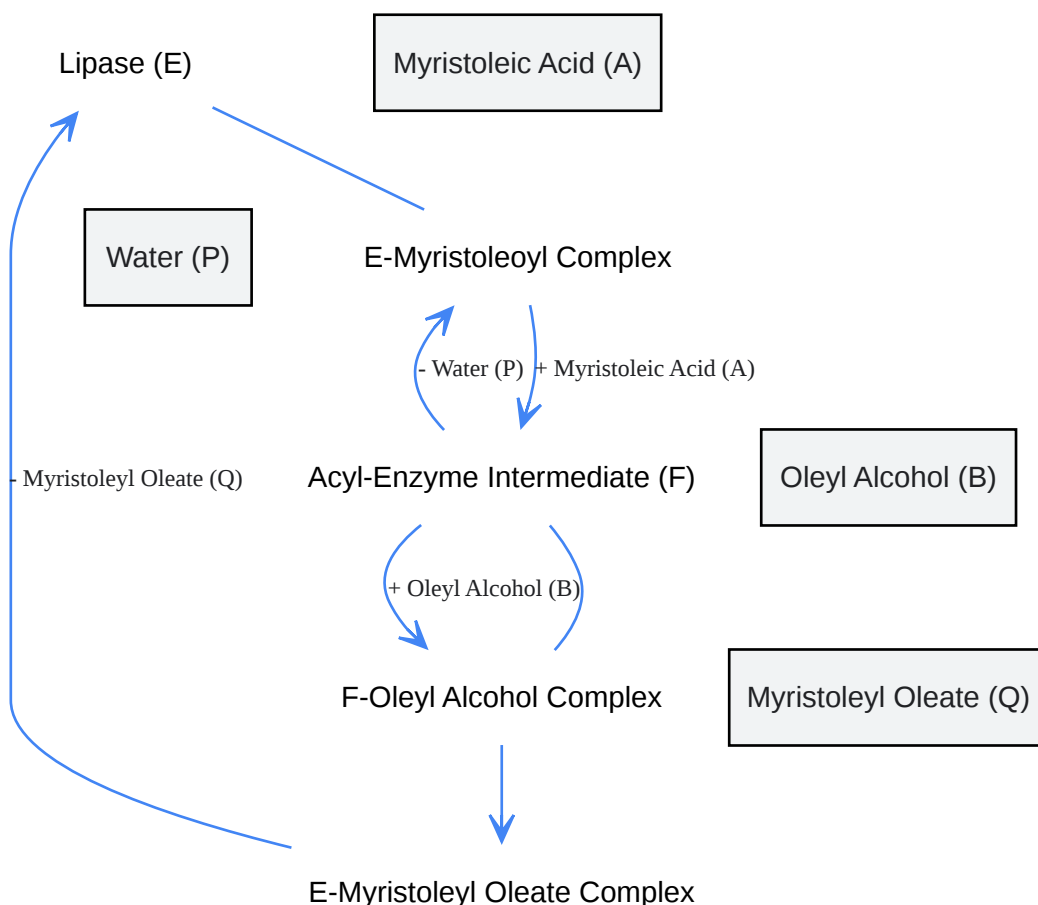 Lipase (E)
Myristoleic Acid (A)
Water (P)
E-Myristoleoyl Complex
- Water (P)
+ Myristoleic Acid (A)
- Myristoleyl Oleate (Q)
Acyl-Enzyme Intermediate (F)
Oleyl Alcohol (B)
+ Oleyl Alcohol (B)
F-Oleyl Alcohol Complex
Myristoleyl Oleate (Q)
E-Myristoleyl Oleate Complex